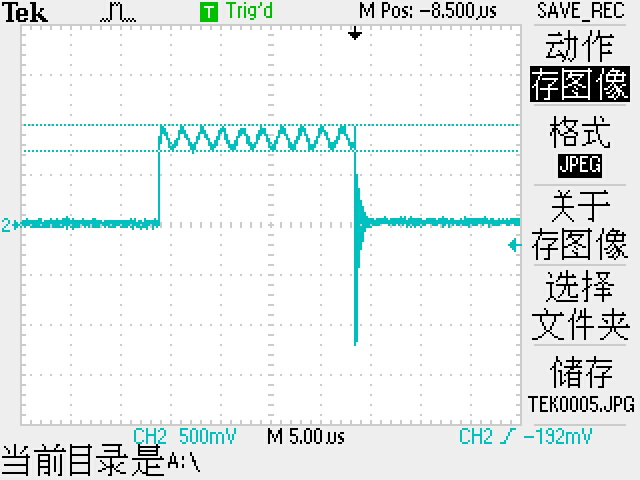 Tek T Trig'd M Pos: -8.500µs SAVE_REC
动作
存图像
格式
JPEG
关于
存图像
2
选择
文件夹
储存
TEK0005.JPG
CH2 500mV M 5.00µs CH2 -192mV
当前目录是A:\